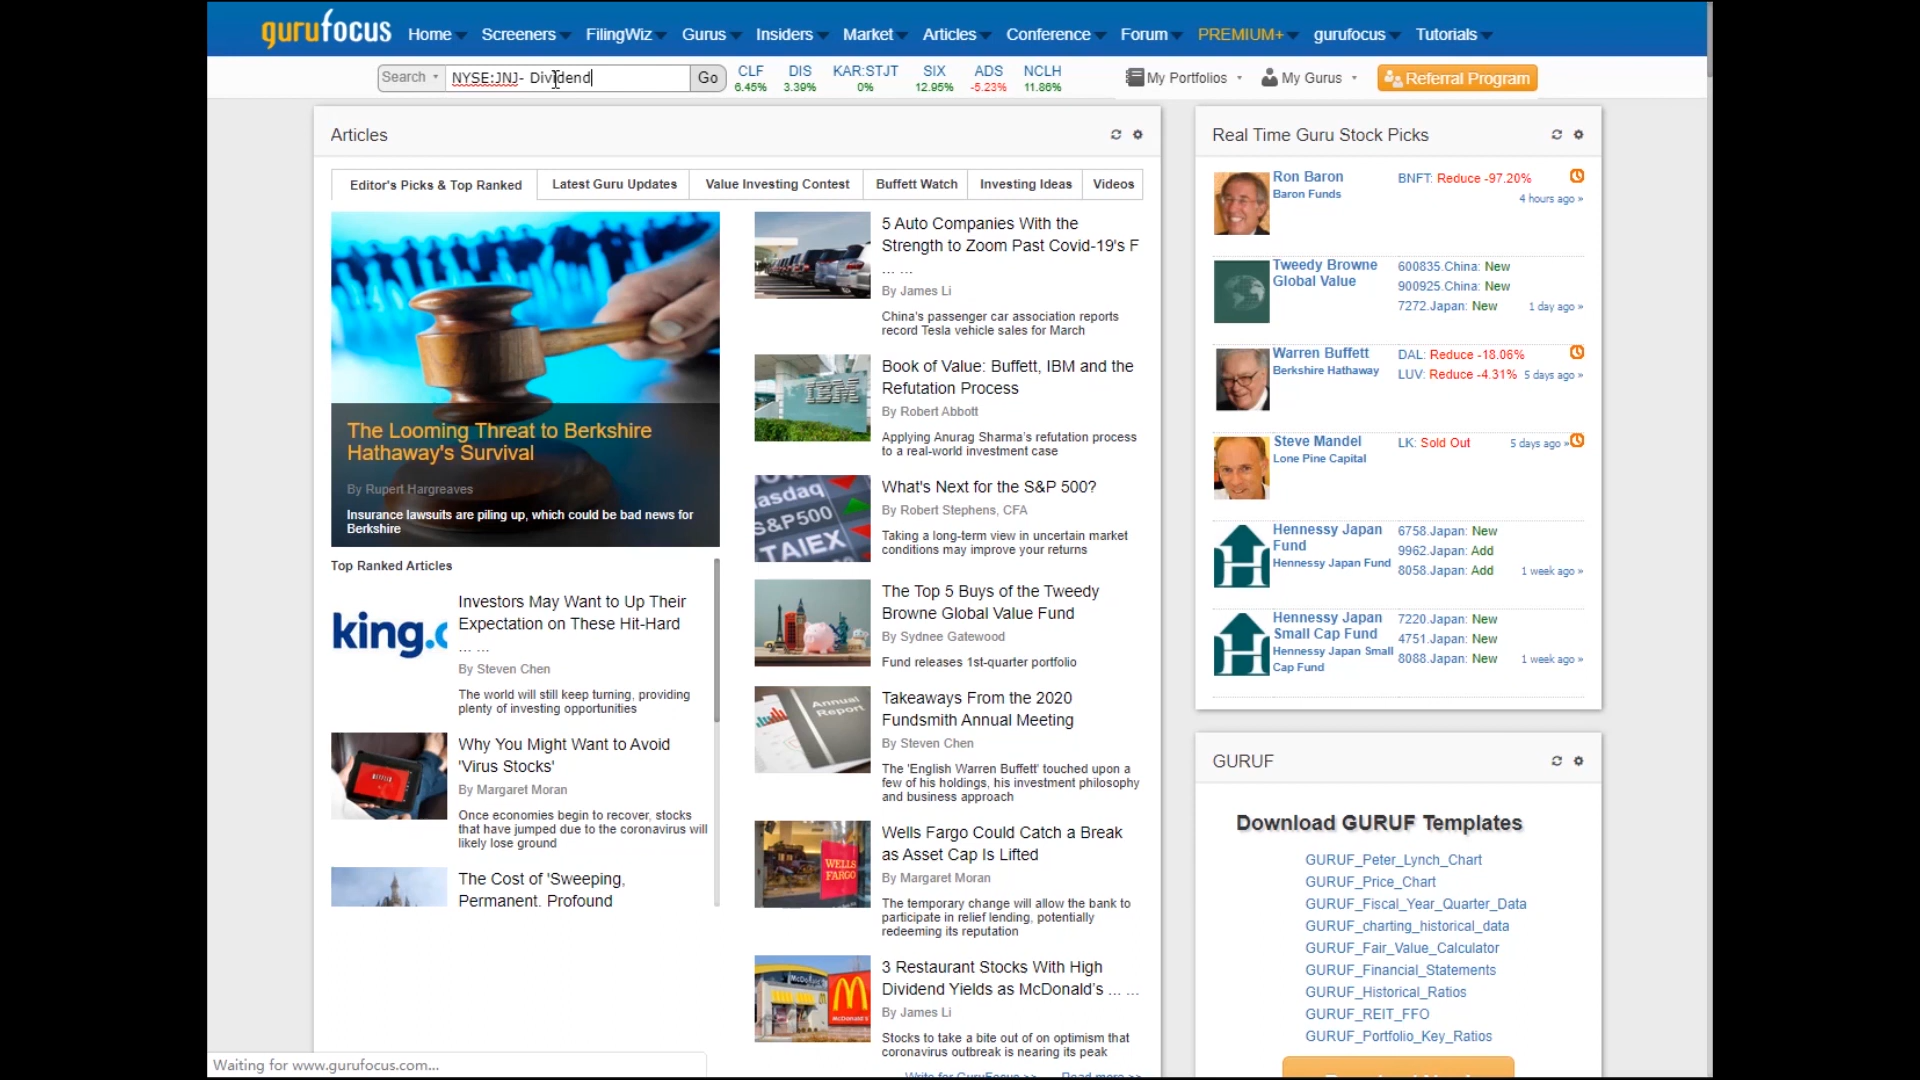 gurufocus
Home
Screeners
FilingWiz
Gurus
Insiders
Market
Articles
Conference
Forum
PREMIUM+
gurufocus
Tutorials
Search
NYSE:JNJ- Dividend
Go
CLF
6.45%
DIS
3.39%
KAR:STJT
0%
SIX
12.95%
ADS
-5.23%
NCLH
11.86%
My Portfolios
My Gurus
Referral Program
Articles
Editor's Picks & Top Ranked
Latest Guru Updates
Value Investing Contest
Buffett Watch
Investing Ideas
Videos
The Looming Threat to Berkshire
Hathaway's Survival
By Rupert Hargreaves
Insurance lawsuits are piling up, which could be bad news for
Berkshire
Top Ranked Articles
king.c
Investors May Want to Up Their
Expectation on These Hit-Hard
... ...
By Steven Chen
The world will still keep turning, providing
plenty of investing opportunities
Why You Might Want to Avoid
'Virus Stocks'
By Margaret Moran
Once economies begin to recover, stocks
that have jumped due to the coronavirus will
likely lose ground
The Cost of 'Sweeping,
Permanent, Profound
5 Auto Companies With the
Strength to Zoom Past Covid-19's F
... ...
By James Li
China's passenger car association reports
record Tesla vehicle sales for March
IBM
Book of Value: Buffett, IBM and the
Refutation Process
By Robert Abbott
Applying Anurag Sharma's refutation process
to a real-world investment case
asdaq
S&P500
TAIEX
What's Next for the S&P 500?
By Robert Stephens, CFA
Taking a long-term view in uncertain market
conditions may improve your returns
The Top 5 Buys of the Tweedy
Browne Global Value Fund
By Sydnee Gatewood
Fund releases 1st-quarter portfolio
Annual
Report
Takeaways From the 2020
Fundsmith Annual Meeting
By Steven Chen
The 'English Warren Buffett' touched upon a
few of his holdings, his investment philosophy
and business approach
WELLS
FARGO
Wells Fargo Could Catch a Break
as Asset Cap Is Lifted
By Margaret Moran
The temporary change will allow the bank to
participate in relief lending, potentially
redeeming its reputation
McDonald's
3 Restaurant Stocks With High
Dividend Yields as McDonald's ... ...
By James Li
Stocks to take a bite out of on optimism that
coronavirus outbreak is nearing its peak
Write for GuruFocus >>
Read more >>
Real Time Guru Stock Picks
Ron Baron
Baron Funds
BNFT: Reduce -97.20%
4 hours ago »
Tweedy Browne
Global Value
600835.China: New
900925.China: New
7272.Japan: New
1 day ago »
Warren Buffett
Berkshire Hathaway
DAL: Reduce -18.06%
LUV: Reduce -4.31%
5 days ago »
Steve Mandel
Lone Pine Capital
LK: Sold Out
5 days ago »
Hennessy Japan
Fund
Hennessy Japan Fund
6758.Japan: New
9962.Japan: Add
8058.Japan: Add
1 week ago »
Hennessy Japan
Small Cap Fund
Hennessy Japan Small
Cap Fund
7220.Japan: New
4751.Japan: New
8088.Japan: New
1 week ago »
GURUF
Download GURUF Templates
GURUF_Peter_Lynch_Chart
GURUF_Price_Chart
GURUF_Fiscal_Year_Quarter_Data
GURUF_charting_historical_data
GURUF_Fair_Value_Calculator
GURUF_Financial_Statements
GURUF_Historical_Ratios
GURUF_REIT_FFO
GURUF_Portfolio_Key_Ratios
Waiting for www.gurufocus.com...